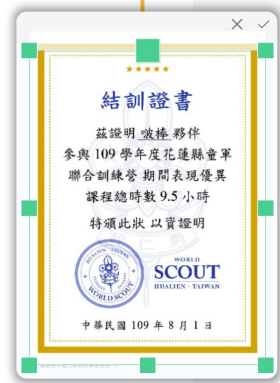 結訓證書
茲證明 啵棒 夥伴
參與 109 學年度花蓮縣童軍
聯合訓練營 期間表現優異
課程總時數 9.5 小時
特頒此狀 以資證明
HUALIEN - TAIWAN
WORLD SCOUT
WORLD
SCOUT
HUALIEN · TAIWAN
中華民國 109 年 8 月 1 日